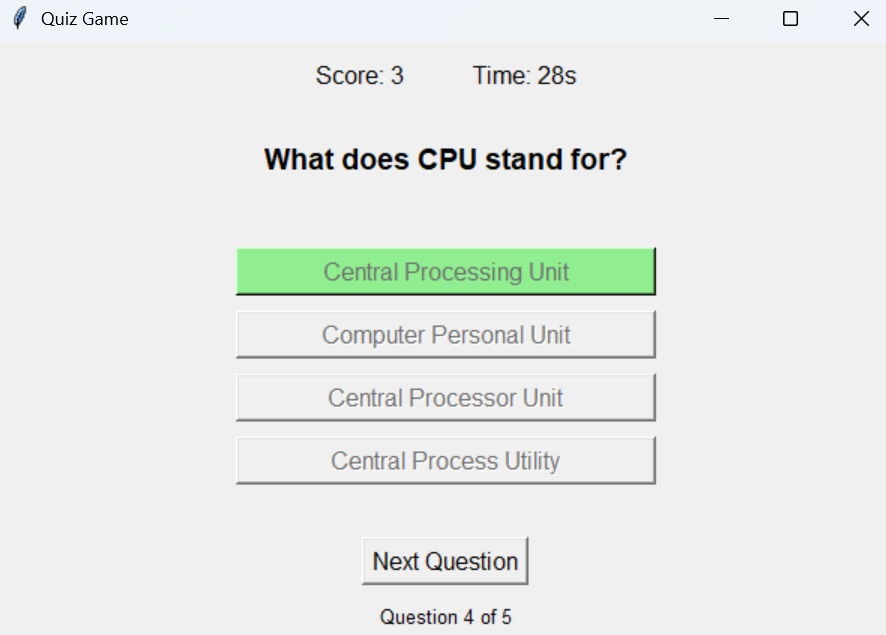 Quiz Game
Score: 3 Time: 28s
What does CPU stand for?
Central Processing Unit
Computer Personal Unit
Central Processor Unit
Central Process Utility
Next Question
Question 4 of 5